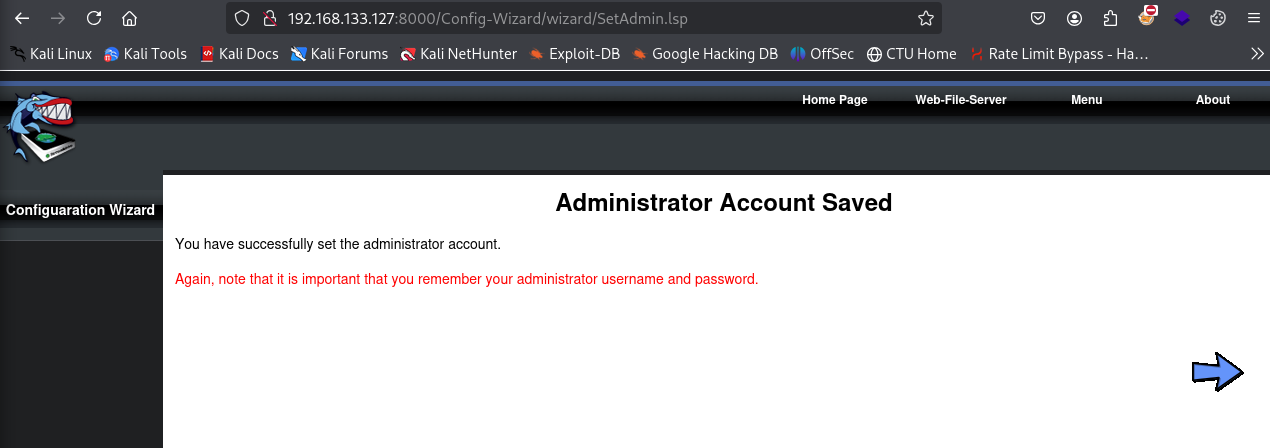 192.168.133.127:8000/Config-Wizard/wizard/SetAdmin.lsp
Kali Linux Kali Tools Kali Docs Kali Forums Kali NetHunter Exploit-DB Google Hacking DB OffSec CTU Home Rate Limit Bypass - Ha…
Home Page Web-File-Server Menu About
Configuaration Wizard
Administrator Account Saved
You have successfully set the administrator account.
Again, note that it is important that you remember your administrator username and password.